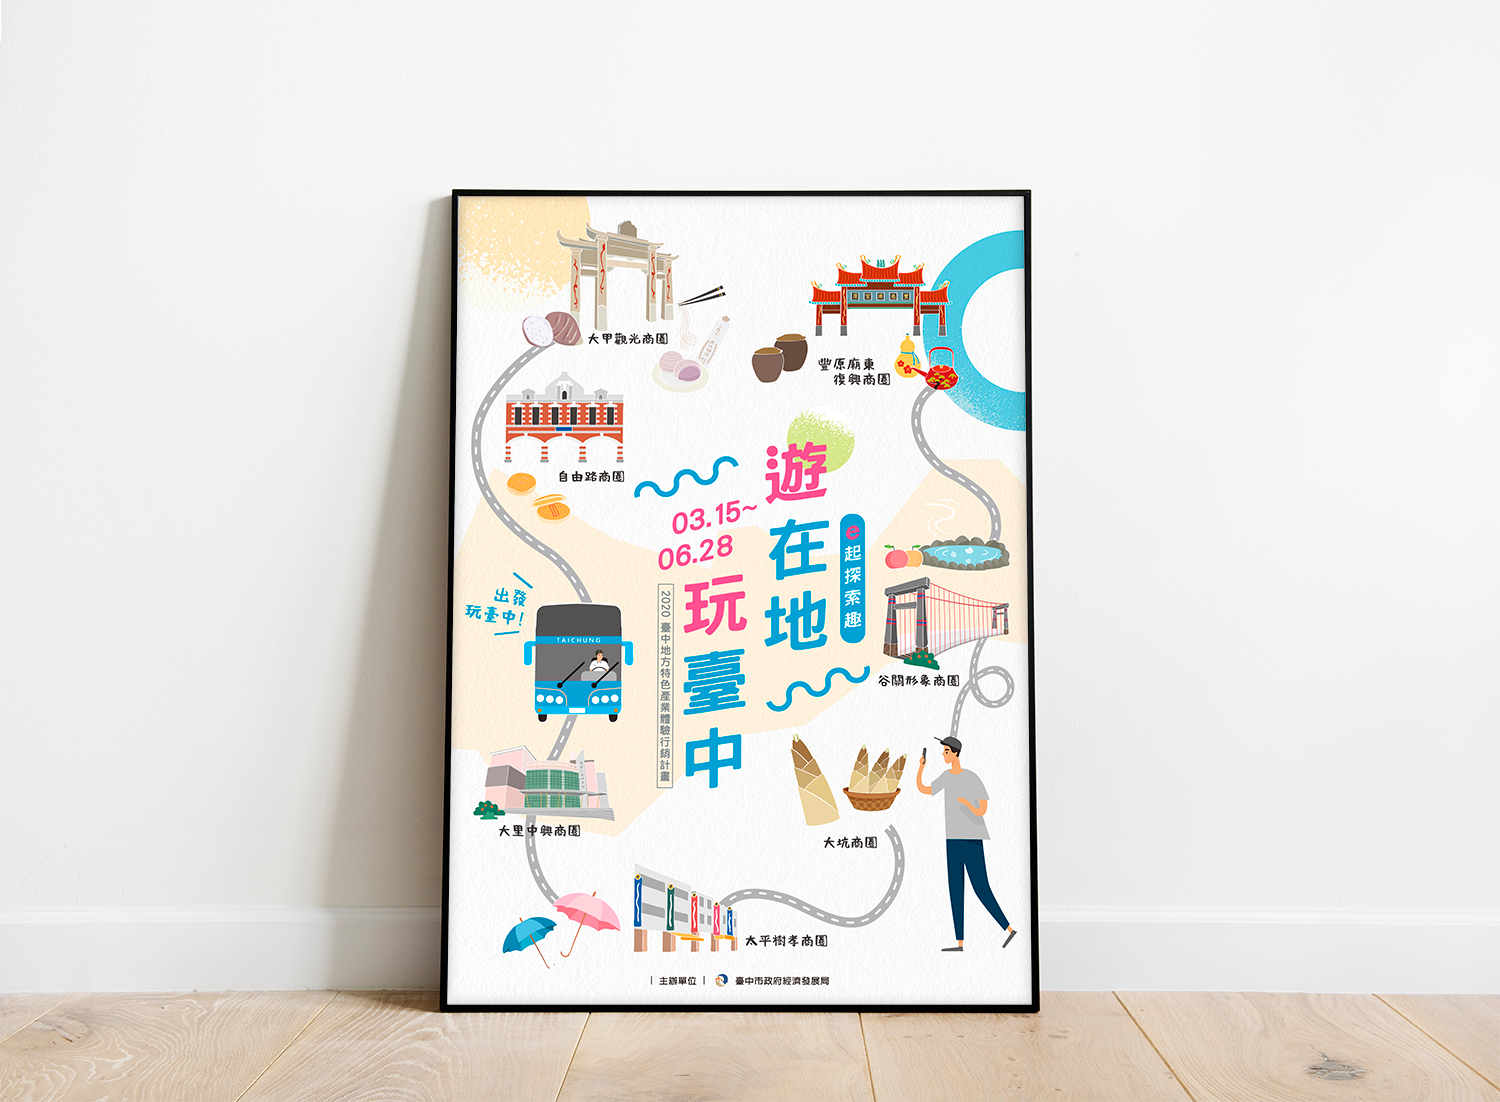 大甲觀光商圈
豐原廟東
復興商圈
自由路商圈
遊在地
玩臺中
e起探索趣
03.15~
06.28
2020 臺中地方特色產業體驗行銷計畫
出發
玩臺中!
TAICHUNG
谷關形象商圈
大里中興商圈
大坑商圈
太平樹孝商圈
| 主辦單位 | 臺中市政府經濟發展局